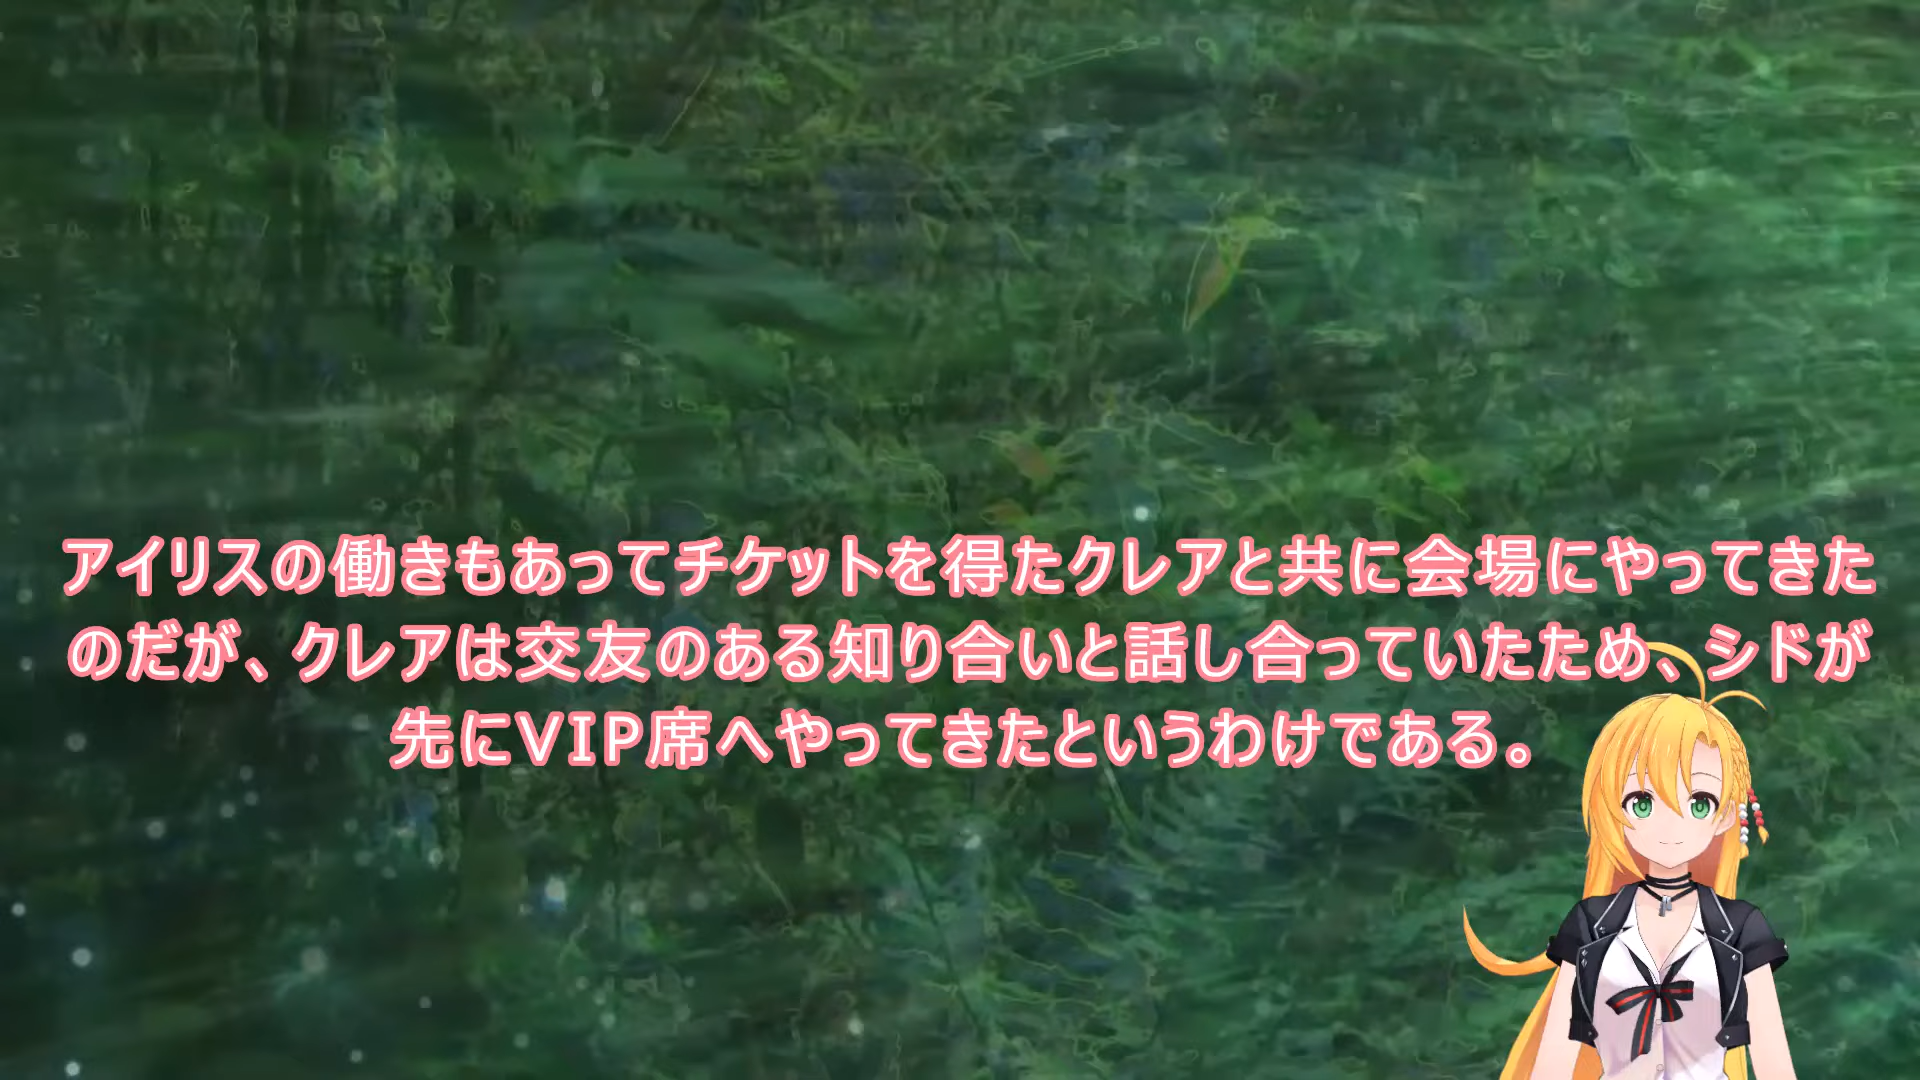 アイリスの働きもあってチケットを得たクレアと共に会場にやってきた
のだが、クレアは交友のある知り合いと話し合っていたため、シドが
先にVIP席へやってきたというわけである。